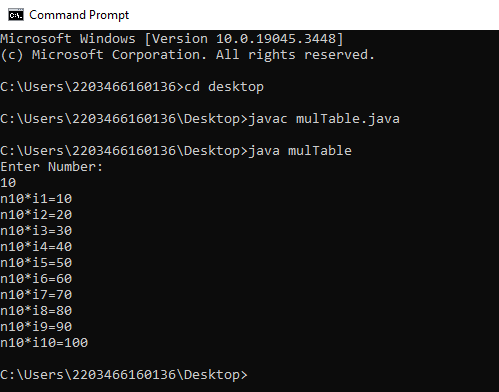 Command Prompt
Microsoft Windows [Version 10.0.19045.3448]
(c) Microsoft Corporation. All rights reserved.
C:\Users\2203466160136>cd desktop
C:\Users\2203466160136\Desktop>javac mulTable.java
C:\Users\2203466160136\Desktop>java mulTable
Enter Number:
10
n10*i1=10
n10*i2=20
n10*i3=30
n10*i4=40
n10*i5=50
n10*i6=60
n10*i7=70
n10*i8=80
n10*i9=90
n10*i10=100
C:\Users\2203466160136\Desktop>